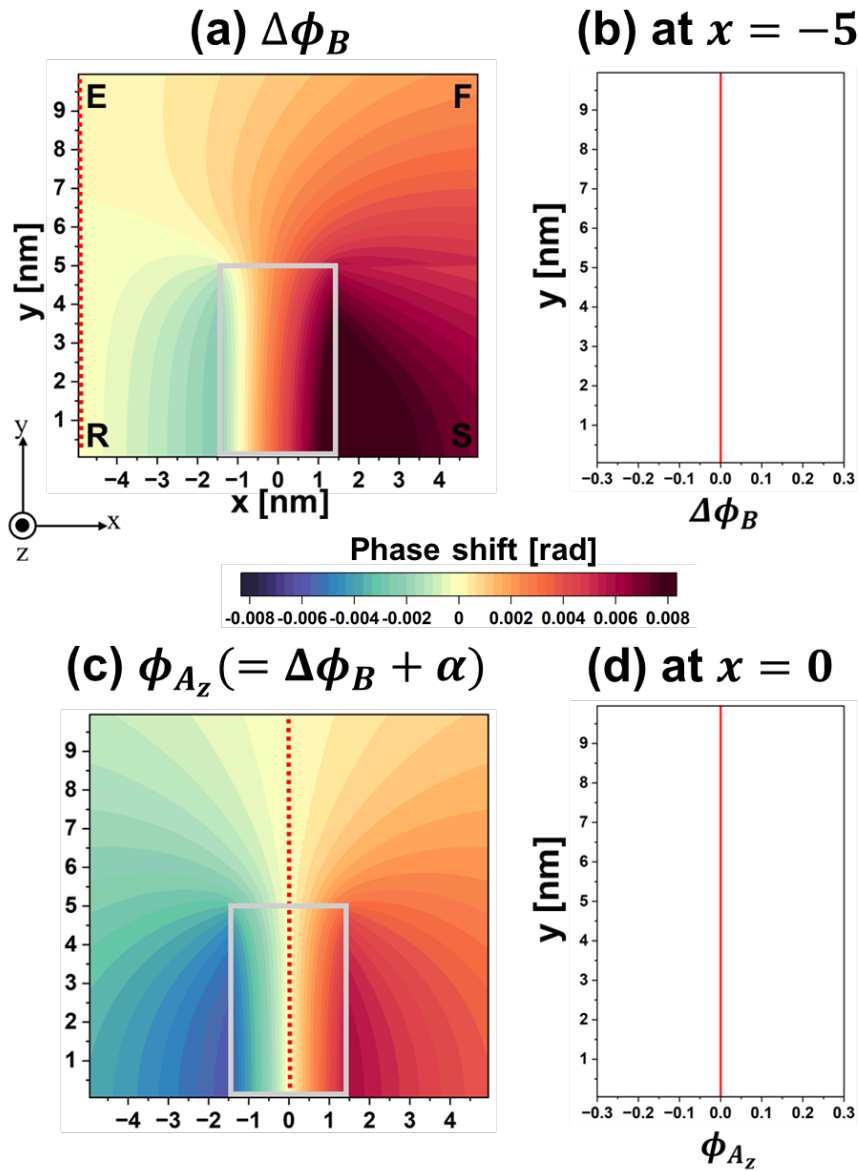 (a) Δϕ_B
(b) at x = −5
E
F
R
S
9
8
7
6
5
4
3
2
1
y [nm]
−4 −3 −2 −1 0 1 2 3 4
x [nm]
y
x
z
9
8
7
6
5
4
3
2
1
y [nm]
−0.3 −0.2 −0.1 0.0 0.1 0.2 0.3
Δϕ_B
Phase shift [rad]
-0.008 -0.006 -0.004 -0.002 0 0.002 0.004 0.006 0.008
(c) ϕ_{A_z}(= Δϕ_B + α)
(d) at x = 0
9
8
7
6
5
4
3
2
1
−4 −3 −2 −1 0 1 2 3 4
9
8
7
6
5
4
3
2
1
y [nm]
−0.3 −0.2 −0.1 0.0 0.1 0.2 0.3
ϕ_{A_z}